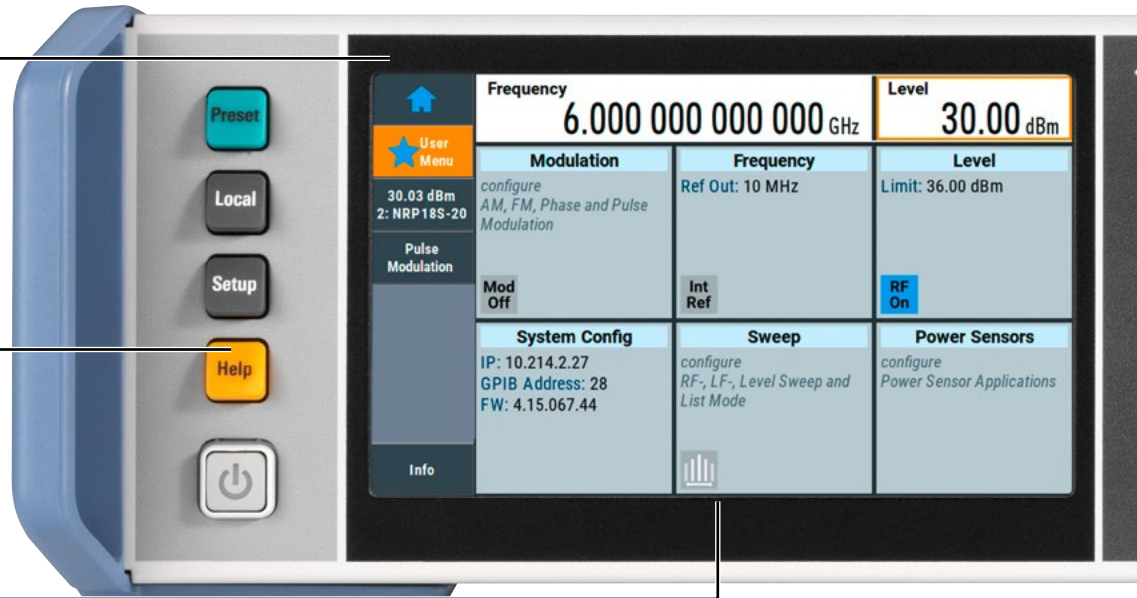 Preset
Local
Setup
Help
User
Menu
30.03 dBm
2: NRP18S-20
Pulse
Modulation
Info
Frequency
6.000 000 000 000 GHz
Level
30.00 dBm
Modulation
configure
AM, FM, Phase and Pulse
Modulation
Mod
Off
Frequency
Ref Out: 10 MHz
Int
Ref
Level
Limit: 36.00 dBm
RF
On
System Config
IP: 10.214.2.27
GPIB Address: 28
FW: 4.15.067.44
Sweep
configure
RF-, LF-, Level Sweep and
List Mode
Power Sensors
configure
Power Sensor Applications